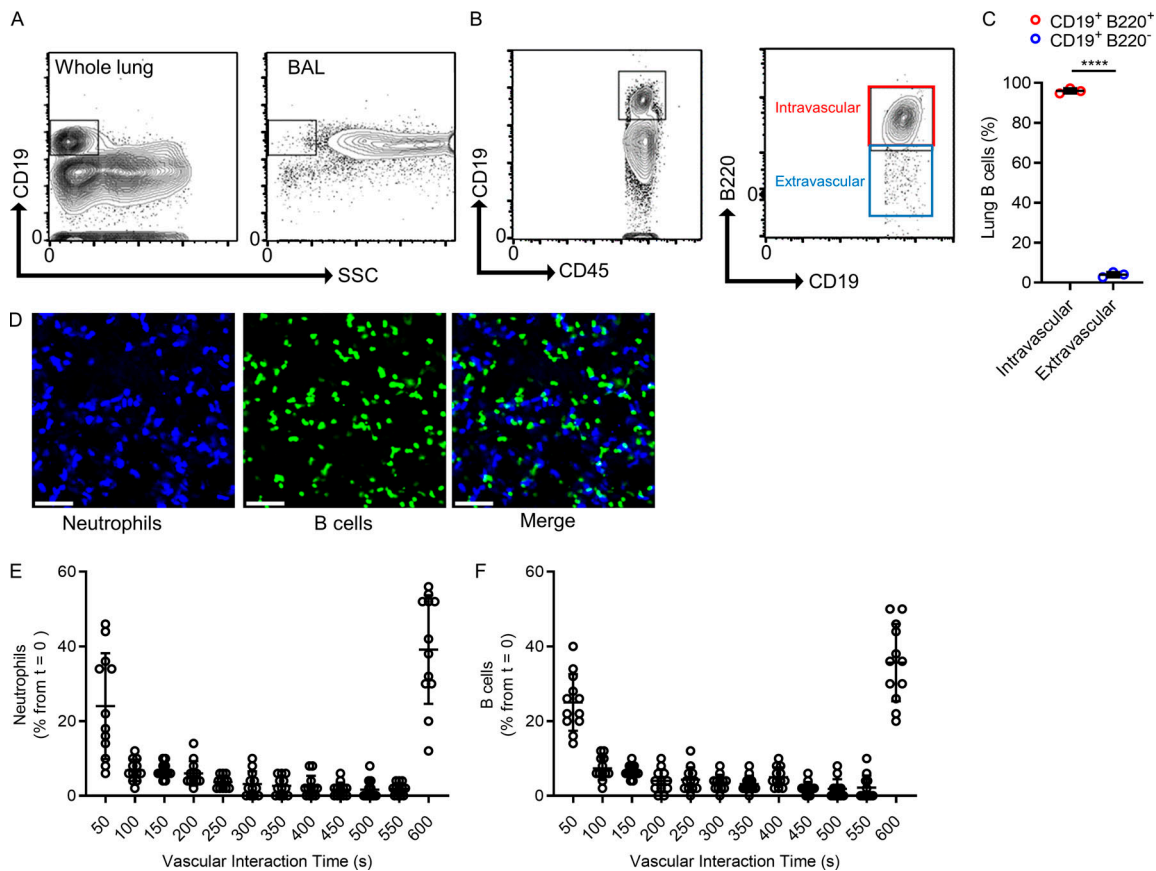 A
Whole lung
BAL
CD19
0
0
SSC
B
CD19
0
CD45
Intravascular
Extravascular
B220
0
0
CD19
C
CD19+ B220+
CD19+ B220-
****
100
80
60
40
20
0
Lung B cells (%)
Intravascular
Extravascular
D
Neutrophils
B cells
Merge
E
60
40
20
0
Neutrophils
(% from t = 0 )
50 100 150 200 250 300 350 400 450 500 550 600
Vascular Interaction Time (s)
F
60
40
20
0
B cells
(% from t = 0)
50 100 150 200 250 300 350 400 450 500 550 600
Vascular Interaction Time (s)